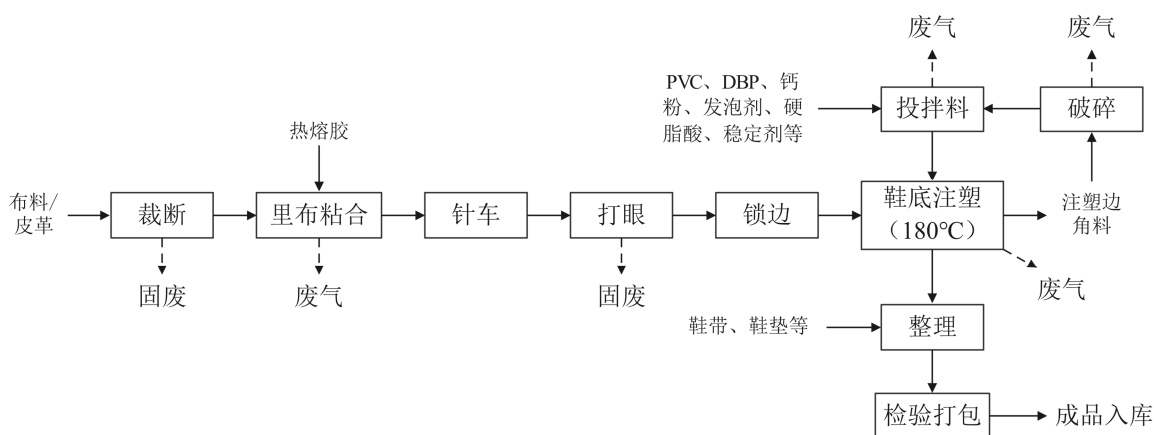 废气
废气
PVC、DBP、钙
粉、发泡剂、硬
脂酸、稳定剂等
投拌料
破碎
热熔胶
布料/
皮革
裁断
里布粘合
针车
打眼
锁边
鞋底注塑
（180℃）
注塑边
角料
固废
废气
固废
废气
鞋带、鞋垫等
整理
检验打包
成品入库